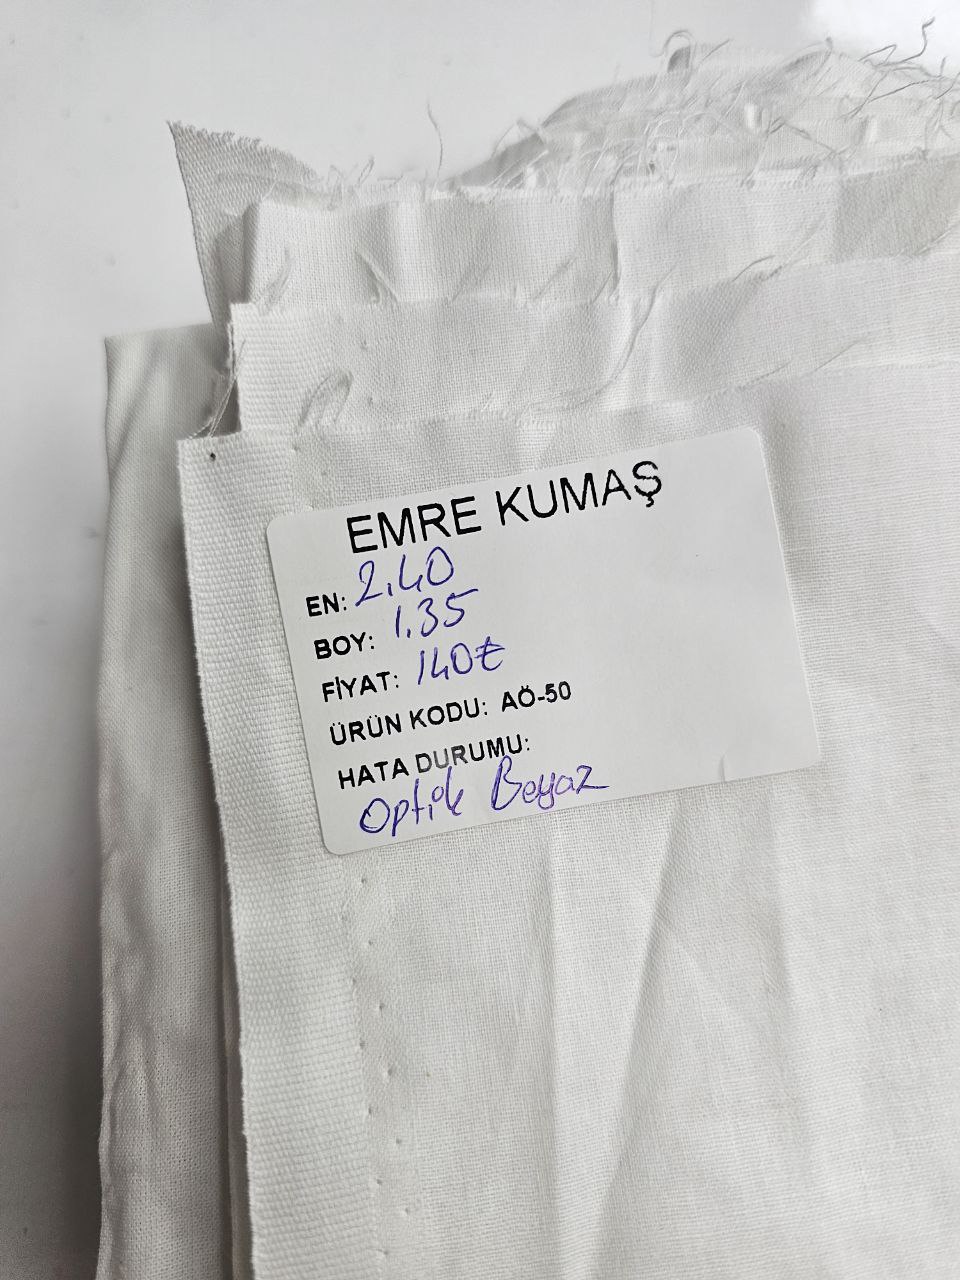 EMRE KUMAŞ
EN: 2.40
BOY: 1.35
FİYAT: 140₺
ÜRÜN KODU: AÖ-50
HATA DURUMU:
Optik Beyaz